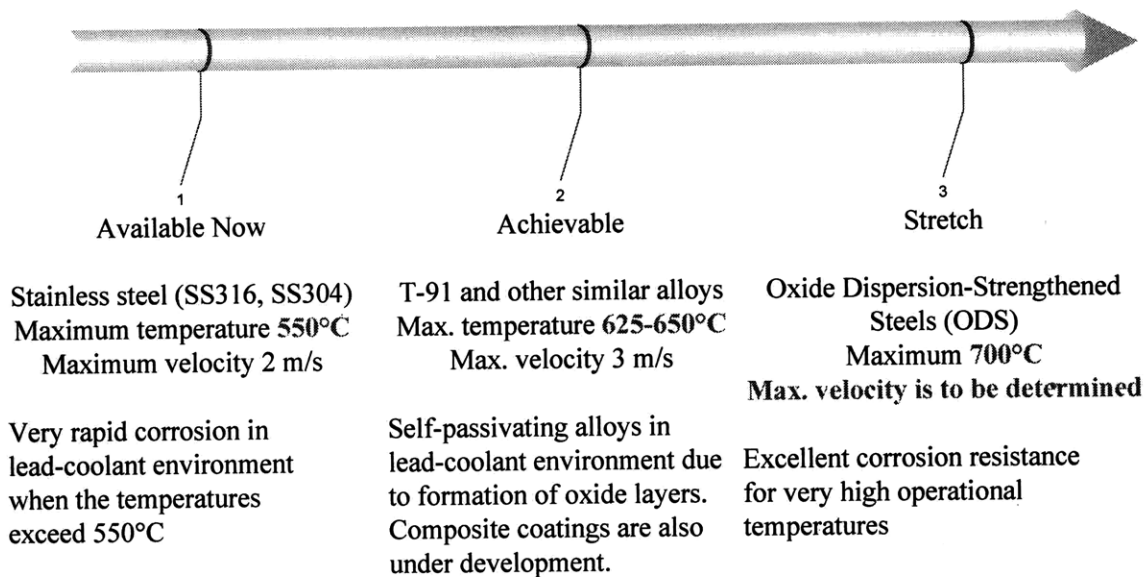 1
Available Now
Stainless steel (SS316, SS304)
Maximum temperature 550°C
Maximum velocity 2 m/s
Very rapid corrosion in
lead-coolant environment
when the temperatures
exceed 550°C
2
Achievable
T-91 and other similar alloys
Max. temperature 625-650°C
Max. velocity 3 m/s
Self-passivating alloys in
lead-coolant environment due
to formation of oxide layers.
Composite coatings are also
under development.
3
Stretch
Oxide Dispersion-Strengthened
Steels (ODS)
Maximum 700°C
Max. velocity is to be determined
Excellent corrosion resistance
for very high operational
temperatures